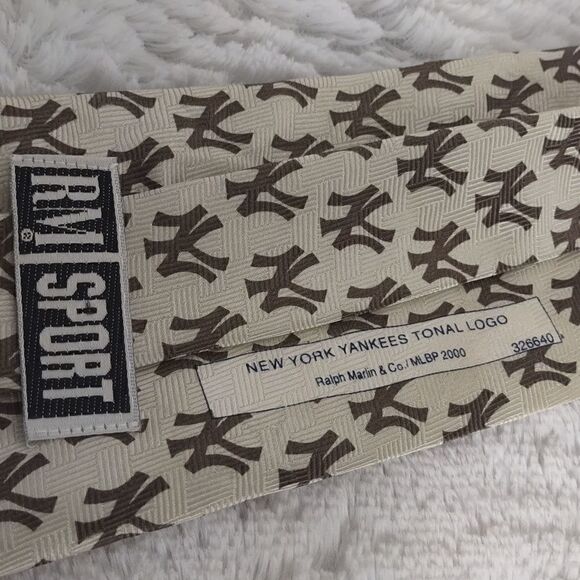 RM SPORT
®
NEW YORK YANKEES TONAL LOGO
Ralph Marlin & Co./MLBP 2000 326640